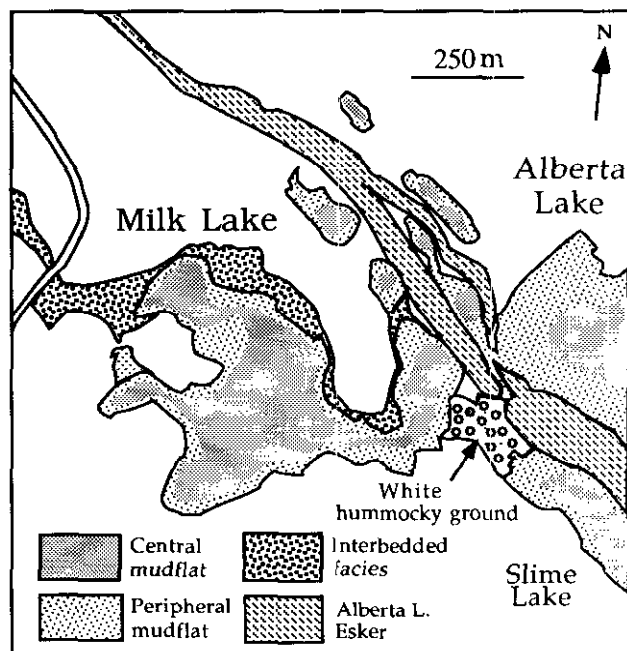 N
250 m
Alberta
Lake
Milk Lake
White
hummocky ground
Slime
Lake
Central
mudflat
Interbedded
facies
Peripheral
mudflat
Alberta L.
Esker